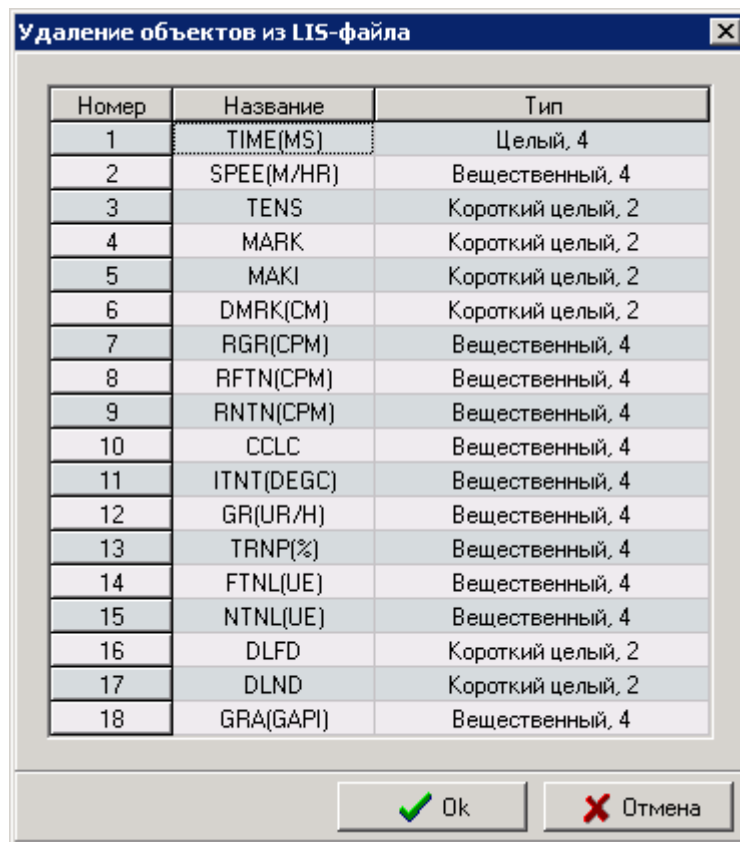 Удаление объектов из LIS-файла
Номер Название Тип
1 TIME(MS) Целый, 4
2 SPEE(M/HR) Вещественный, 4
3 TENS Короткий целый, 2
4 MARK Короткий целый, 2
5 MAKI Короткий целый, 2
6 DMRK(CM) Короткий целый, 2
7 RGR(CPM) Вещественный, 4
8 RFTN(CPM) Вещественный, 4
9 RNTN(CPM) Вещественный, 4
10 CCLC Вещественный, 4
11 ITNT(DEGC) Вещественный, 4
12 GR(UR/H) Вещественный, 4
13 TRNP(%) Вещественный, 4
14 FTNL(UE) Вещественный, 4
15 NTNL(UE) Вещественный, 4
16 DLFD Короткий целый, 2
17 DLND Короткий целый, 2
18 GRA(GAPI) Вещественный, 4
Ok Отмена